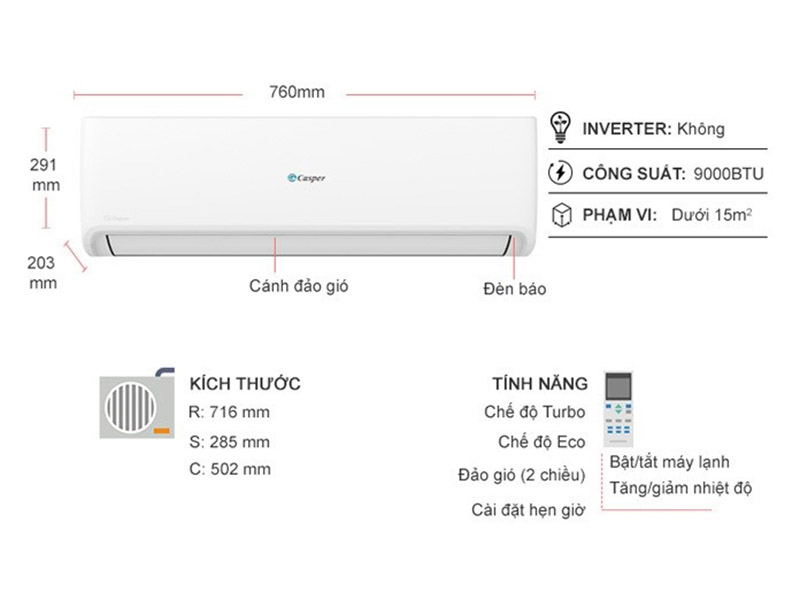 760mm
291
mm
203
mm
Casper
Casper
Cánh đảo gió
Đèn báo
INVERTER: Không
CÔNG SUẤT: 9000BTU
PHẠM VI: Dưới 15m²
KÍCH THƯỚC
R: 716 mm
S: 285 mm
C: 502 mm
TÍNH NĂNG
Chế độ Turbo
Chế độ Eco
Đảo gió (2 chiều)
Cài đặt hẹn giờ
Bật/tắt máy lạnh
Tăng/giảm nhiệt độ